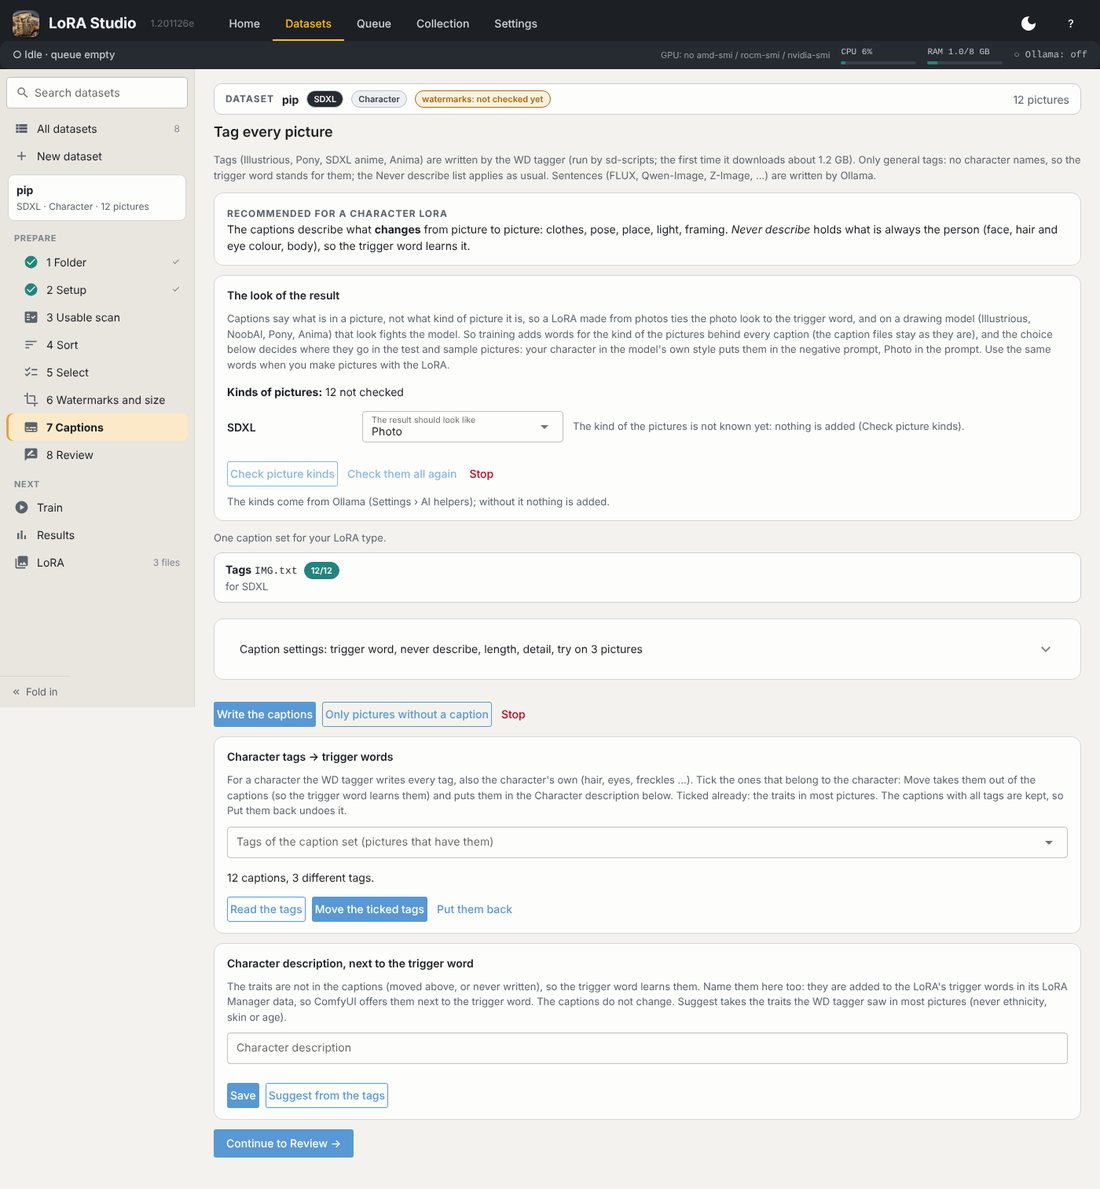 LoRA Studio 1.201126e Home Datasets Queue Collection Settings ?
Idle · queue empty GPU: no amd-smi / rocm-smi / nvidia-smi CPU 6% RAM 1.0/8 GB Ollama: off
Search datasets
All datasets 8
New dataset
pip
SDXL · Character · 12 pictures
PREPARE
1 Folder
2 Setup
3 Usable scan
4 Sort
5 Select
6 Watermarks and size
7 Captions
8 Review
NEXT
Train
Results
LoRA 3 files
« Fold in
DATASET pip SDXL Character watermarks: not checked yet 12 pictures
Tag every picture
Tags (Illustrious, Pony, SDXL anime, Anima) are written by the WD tagger (run by sd-scripts; the first time it downloads about 1.2 GB). Only general tags: no character names, so the
trigger word stands for them; the Never describe list applies as usual. Sentences (FLUX, Qwen-Image, Z-Image, ...) are written by Ollama.
RECOMMENDED FOR A CHARACTER LORA
The captions describe what changes from picture to picture: clothes, pose, place, light, framing. Never describe holds what is always the person (face, hair and
eye colour, body), so the trigger word learns it.
The look of the result
Captions say what is in a picture, not what kind of picture it is, so a LoRA made from photos ties the photo look to the trigger word, and on a drawing model (Illustrious,
NoobAI, Pony, Anima) that look fights the model. So training adds words for the kind of the pictures behind every caption (the caption files stay as they are), and the choice
below decides where they go in the test and sample pictures: your character in the model's own style puts them in the negative prompt, Photo in the prompt. Use the same
words when you make pictures with the LoRA.
Kinds of pictures: 12 not checked
SDXL
The result should look like
Photo
The kind of the pictures is not known yet: nothing is added (Check picture kinds).
Check picture kinds Check them all again Stop
The kinds come from Ollama (Settings › AI helpers); without it nothing is added.
One caption set for your LoRA type.
Tags IMG.txt 12/12
for SDXL
Caption settings: trigger word, never describe, length, detail, try on 3 pictures
Write the captions Only pictures without a caption Stop
Character tags → trigger words
For a character the WD tagger writes every tag, also the character's own (hair, eyes, freckles ...). Tick the ones that belong to the character: Move takes them out of the
captions (so the trigger word learns them) and puts them in the Character description below. Ticked already: the traits in most pictures. The captions with all tags are kept, so
Put them back undoes it.
Tags of the caption set (pictures that have them)
12 captions, 3 different tags.
Read the tags Move the ticked tags Put them back
Character description, next to the trigger word
The traits are not in the captions (moved above, or never written), so the trigger word learns them. Name them here too: they are added to the LoRA's trigger words in its LoRA
Manager data, so ComfyUI offers them next to the trigger word. The captions do not change. Suggest takes the traits the WD tagger saw in most pictures (never ethnicity,
skin or age).
Character description
Save Suggest from the tags
Continue to Review →